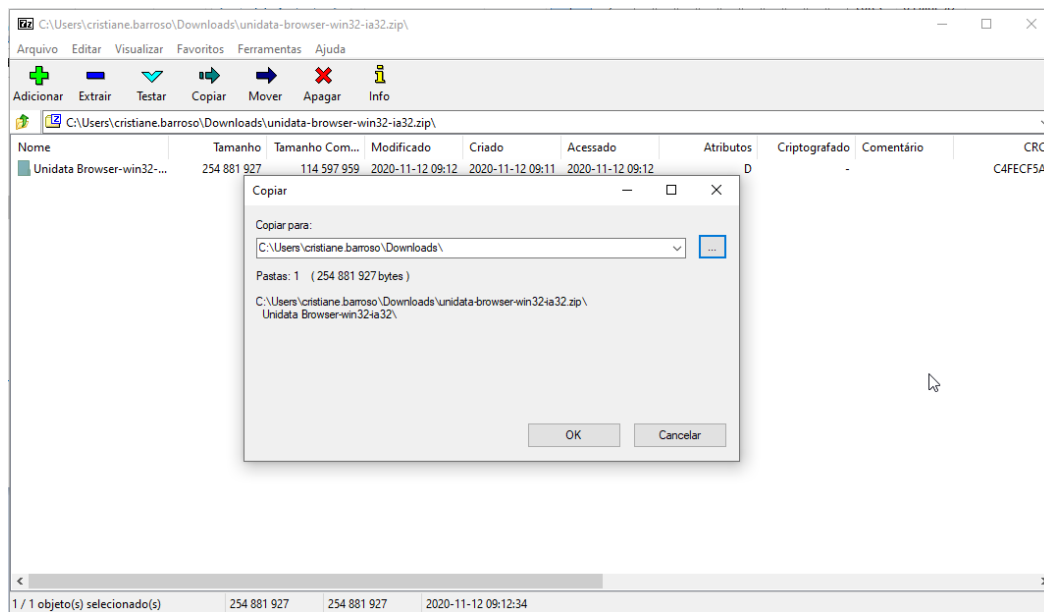 C:\Users\cristiane.barroso\Downloads\unidata-browser-win32-ia32.zip\
Arquivo Editar Visualizar Favoritos Ferramentas Ajuda
Adicionar Extrair Testar Copiar Mover Apagar Info
C:\Users\cristiane.barroso\Downloads\unidata-browser-win32-ia32.zip\
Nome Tamanho Tamanho Com... Modificado Criado Acessado Atributos Criptografado Comentário CRC
Unidata Browser-win32-... 254 881 927 114 597 959 2020-11-12 09:12 2020-11-12 09:11 2020-11-12 09:12 D - C4FECF5A
Copiar
Copiar para:
C:\Users\cristiane.barroso\Downloads\
...
Pastas: 1 ( 254 881 927 bytes )
C:\Users\cristiane.barroso\Downloads\unidata-browser-win32-ia32.zip\
Unidata Browser-win32-ia32\
OK Cancelar
1 / 1 objeto(s) selecionado(s) 254 881 927 254 881 927 2020-11-12 09:12:34